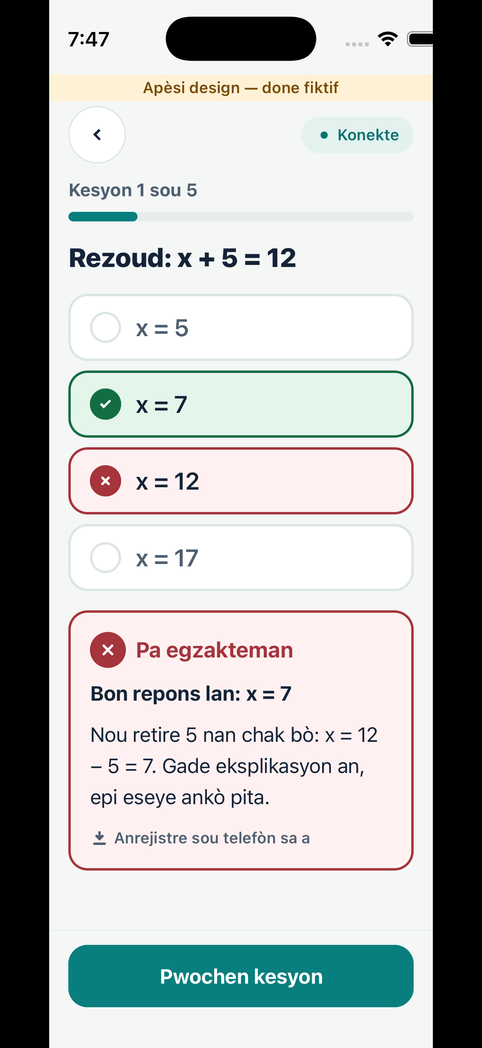 7:47
Apèsi design — done fiktif
Konekte
Kesyon 1 sou 5
Rezoud: x + 5 = 12
x = 5
x = 7
x = 12
x = 17
Pa egzakteman
Bon repons lan: x = 7
Nou retire 5 nan chak bò: x = 12
– 5 = 7. Gade eksplikasyon an,
epi eseye ankò pita.
Anrejistre sou telefòn sa a
Pwochen kesyon